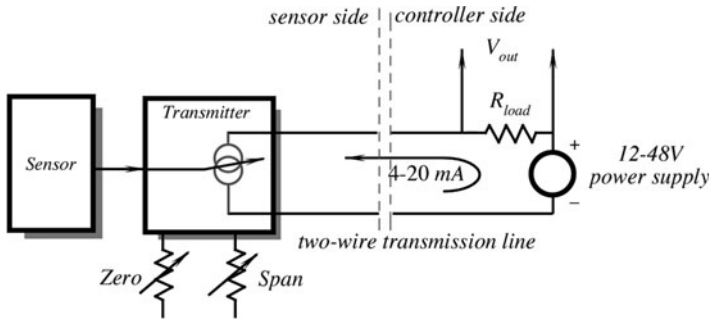 sensor side
controller side
V_out
Transmitter
R_load
Sensor
+
12-48V
power supply
4-20 mA
–
two-wire transmission line
Zero
Span